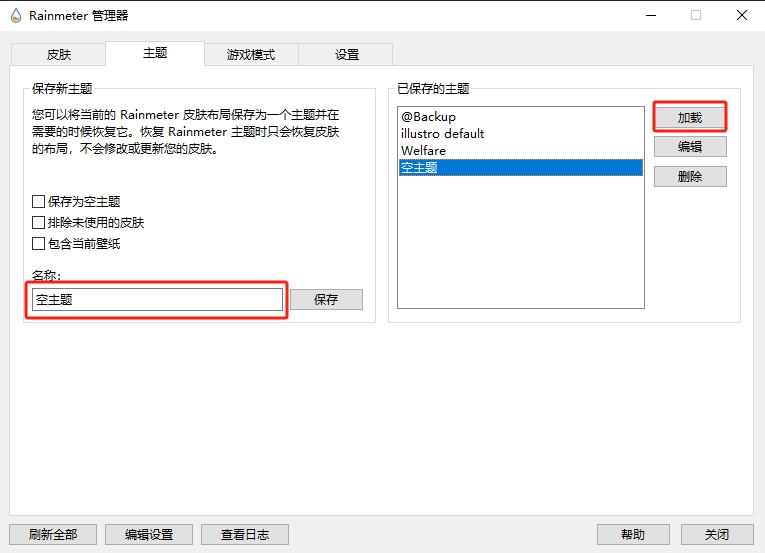 Rainmeter 管理器
皮肤
主题
游戏模式
设置
保存新主题
您可以将当前的 Rainmeter 皮肤布局保存为一个主题并在
需要的时候恢复它。恢复 Rainmeter 主题时只会恢复皮肤
的布局，不会修改或更新您的皮肤。
保存为空主题
排除未使用的皮肤
包含当前壁纸
名称:
空主题
保存
已保存的主题
@Backup
illustro default
Welfare
空主题
加载
编辑
删除
刷新全部
编辑设置
查看日志
帮助
关闭